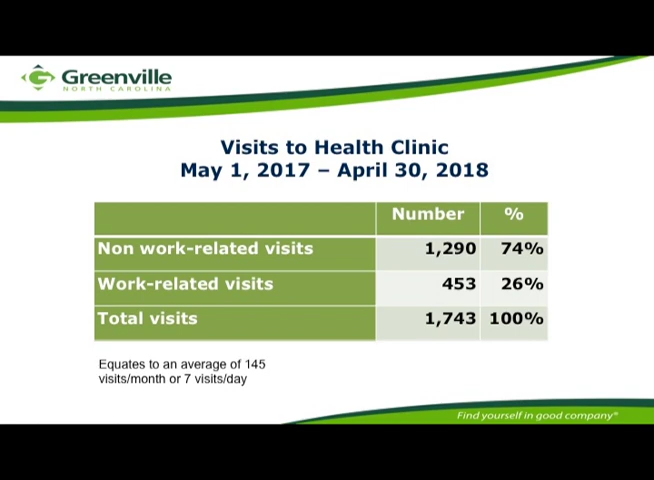 Greenville
NORTH CAROLINA
Visits to Health Clinic
May 1, 2017 – April 30, 2018
Number %
Non work-related visits 1,290 74%
Work-related visits 453 26%
Total visits 1,743 100%
Equates to an average of 145
visits/month or 7 visits/day
Find yourself in good company®